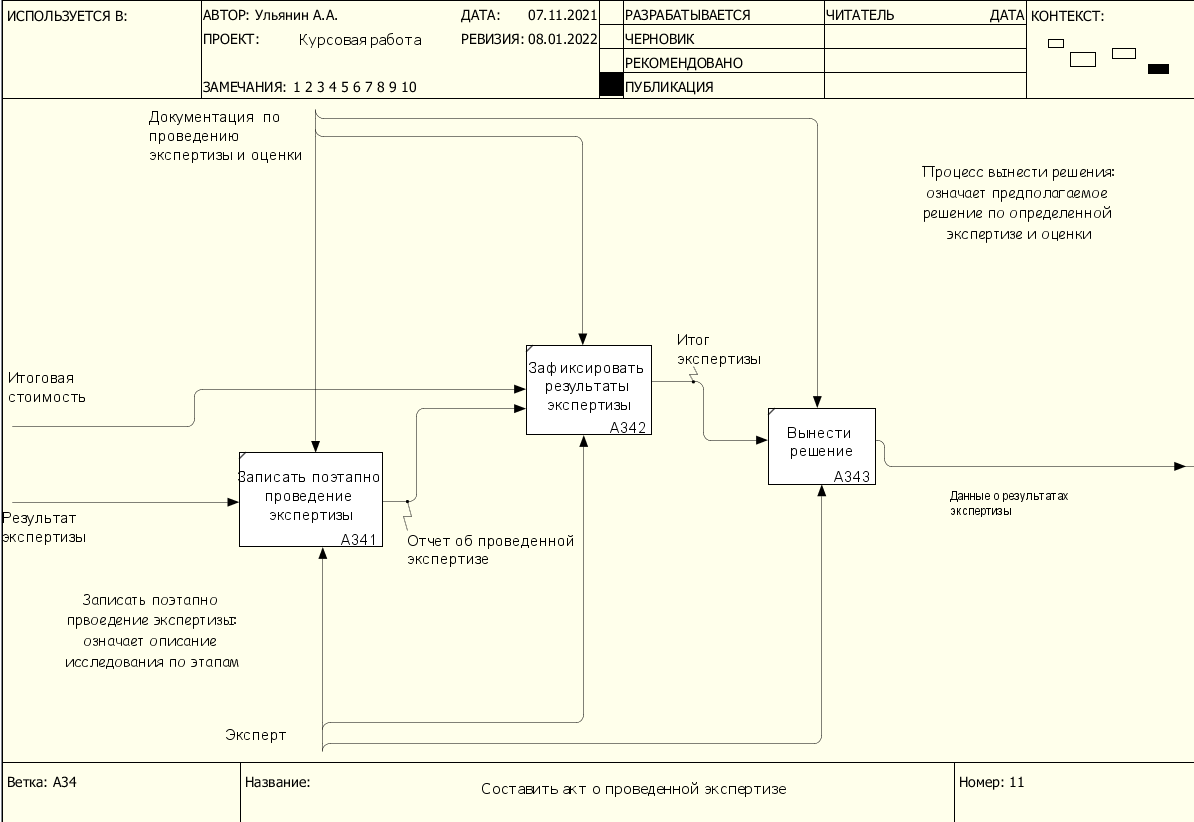 ИСПОЛЬЗУЕТСЯ В:
АВТОР: Ульянин А.А.
ДАТА: 07.11.2021
ПРОЕКТ: Курсовая работа
РЕВИЗИЯ: 08.01.2022
ЗАМЕЧАНИЯ: 1 2 3 4 5 6 7 8 9 10
РАЗРАБАТЫВАЕТСЯ
ЧЕРНОВИК
РЕКОМЕНДОВАНО
ПУБЛИКАЦИЯ
ЧИТАТЕЛЬ ДАТА
КОНТЕКСТ:
Документация по
проведению
экспертизы и оценки
Процесс вынести решения:
означает предполагаемое
решение по определенной
экспертизе и оценки
Итог
экспертизы
Зафиксировать
результаты
экспертизы
A342
Итоговая
стоимость
Вынести
решение
A343
Записать поэтапно
проведение
экспертизы
A341
Результат
экспертизы
Данные о результатах
экспертизы
Отчет об проведенной
экспертизе
Записать поэтапно
првоедение экспертизы:
означает описание
исследования по этапам
Эксперт
Ветка: A34
Название:
Составить акт о проведенной экспертизе
Номер: 11